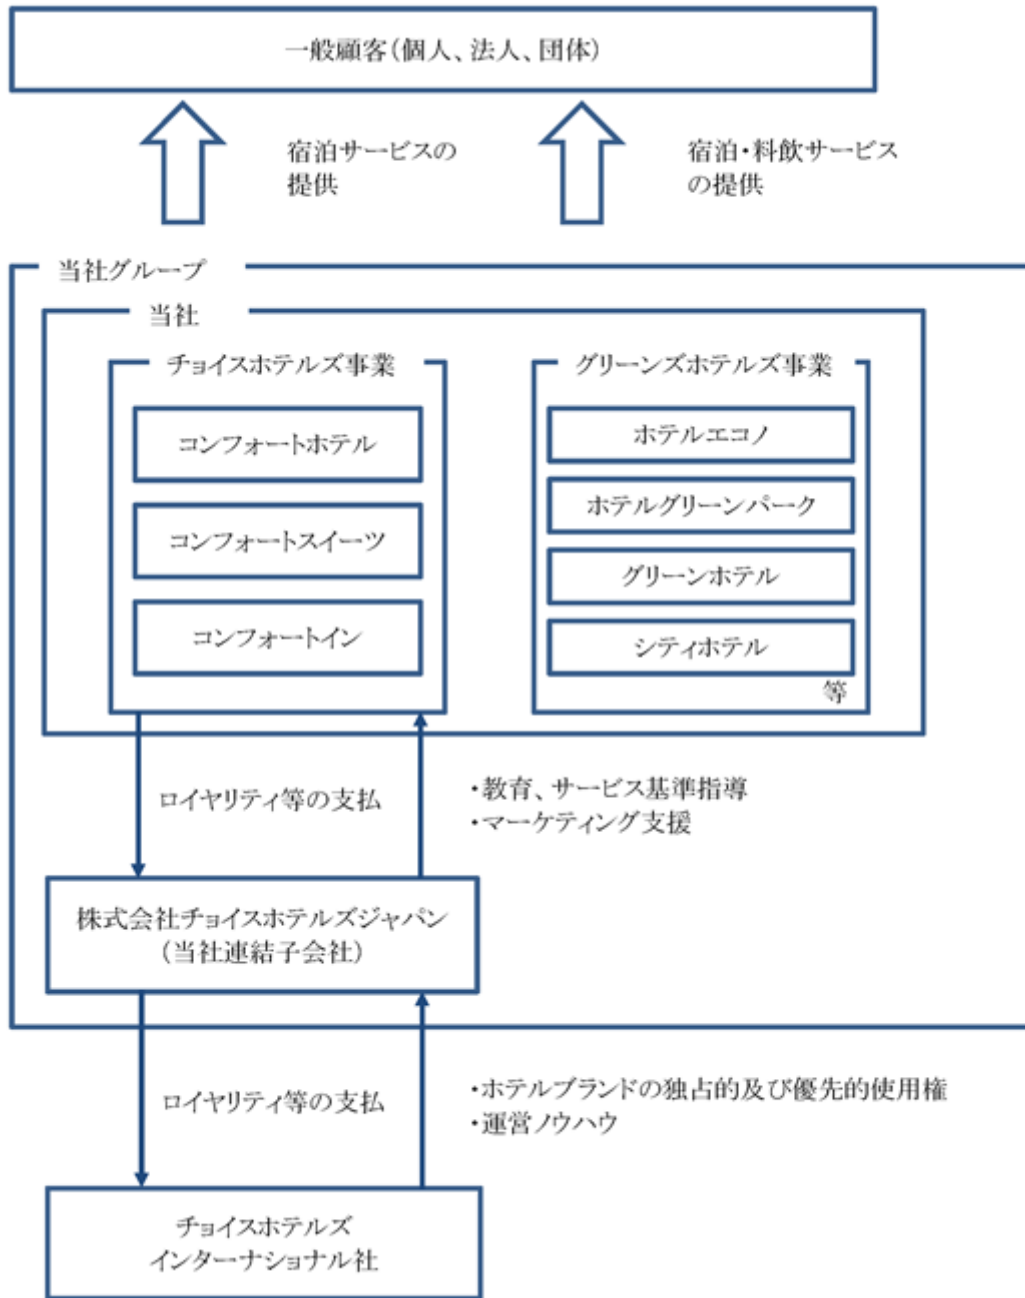 一般顧客(個人、法人、団体)
宿泊サービスの
提供
宿泊・料飲サービス
の提供
当社グループ
当社
チョイスホテルズ事業
コンフォートホテル
コンフォートスイーツ
コンフォートイン
グリーンズホテルズ事業
ホテルエコノ
ホテルグリーンパーク
グリーンホテル
シティホテル
等
ロイヤリティ等の支払
・教育、サービス基準指導
・マーケティング支援
株式会社チョイスホテルズジャパン
(当社連結子会社)
ロイヤリティ等の支払
・ホテルブランドの独占的及び優先的使用権
・運営ノウハウ
チョイスホテルズ
インターナショナル社